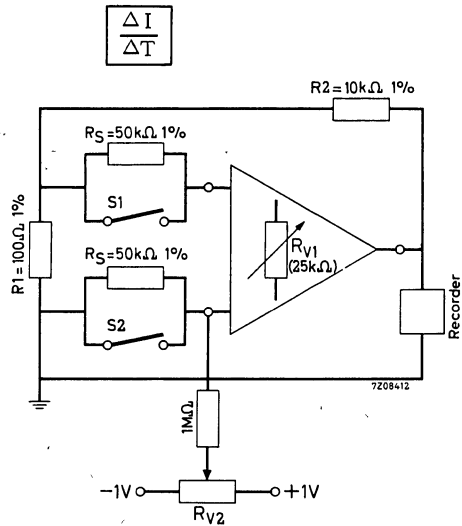 ΔI
ΔT
R2=10kΩ 1%
RS=50kΩ 1%
S1
R1=100Ω 1%
RV1
(25kΩ)
RS=50kΩ 1%
S2
Recorder
7Z08412
1MΩ
-1V
+1V
RV2